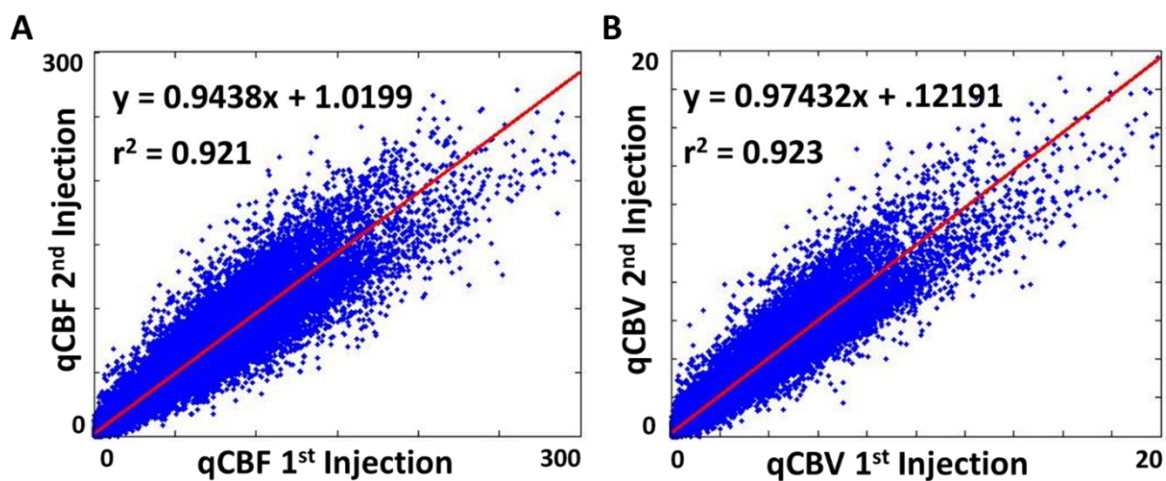 A
300
y = 0.9438x + 1.0199
r² = 0.921
qCBF 2nd Injection
0
0
qCBF 1st Injection
300
B
20
y = 0.97432x + .12191
r² = 0.923
qCBV 2nd Injection
0
0
qCBV 1st Injection
20